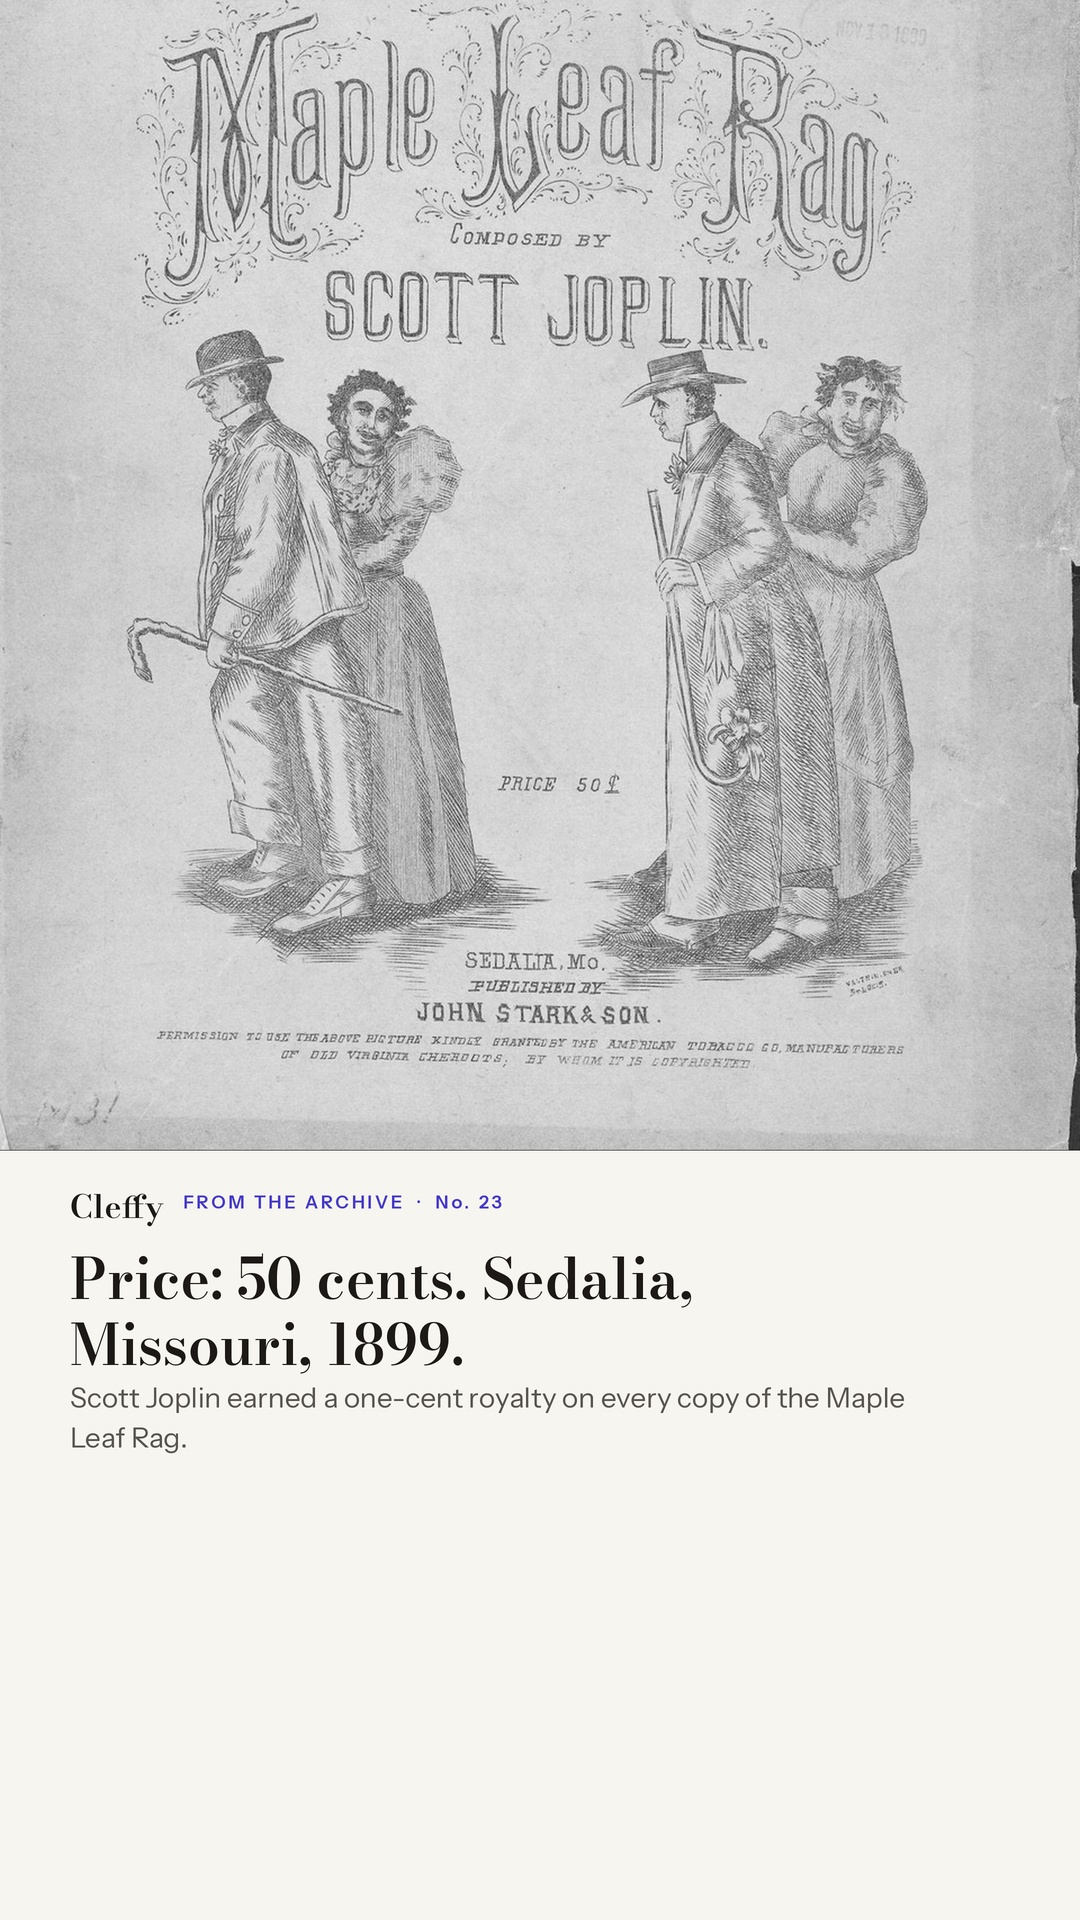 Maple Leaf Rag
COMPOSED BY
SCOTT JOPLIN.
PRICE 50¢
SEDALIA, Mo.
PUBLISHED BY
JOHN STARK & SON.
PERMISSION TO USE THE ABOVE PICTURE KINDLY GRANTED BY THE AMERICAN TOBACCO CO, MANUFACTURERS
OF OLD VIRGINIA CHEROOTS; BY WHOM IT IS COPYRIGHTED
Cleffy FROM THE ARCHIVE · No. 23
Price: 50 cents. Sedalia,
Missouri, 1899.
Scott Joplin earned a one-cent royalty on every copy of the Maple
Leaf Rag.